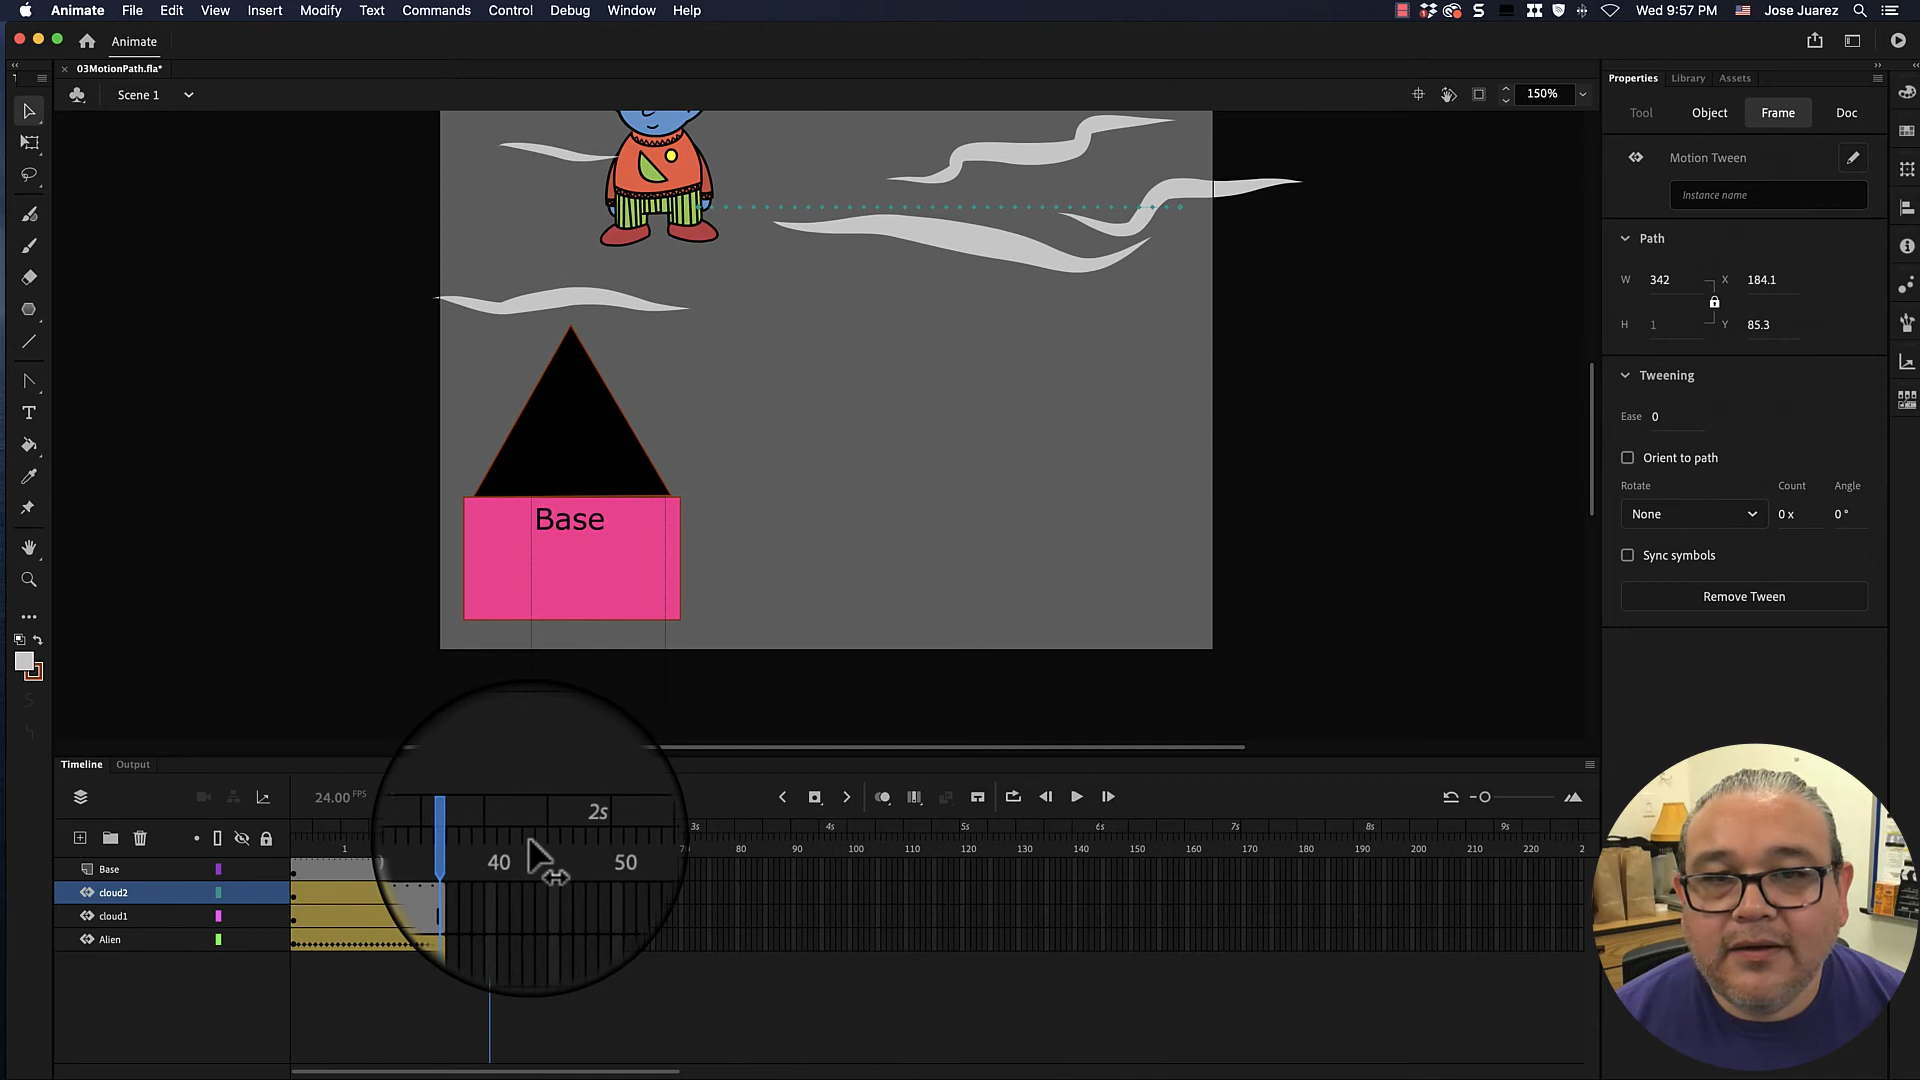 Animate File Edit View Insert Modify Text Commands Control Debug Window Help Wed 9:57 PM Jose Juarez
Animate
03MotionPath.fla*
Scene 1
150%
Properties Library Assets
Tool Object Frame Doc
Motion Tween
Instance name
Path
W 342 X 184.1
H 1 Y 85.3
Tweening
Ease 0
Orient to path
Rotate Count Angle
None 0 x 0 °
Sync symbols
Remove Tween
Base
Timeline Output
24.00 FPS
2s 3s 4s 5s 6s 7s 8s 9s
1 40 50 80 90 100 110 120 130 140 150 160 170 180 190 200 210 220
Base
cloud2
cloud1
Alien